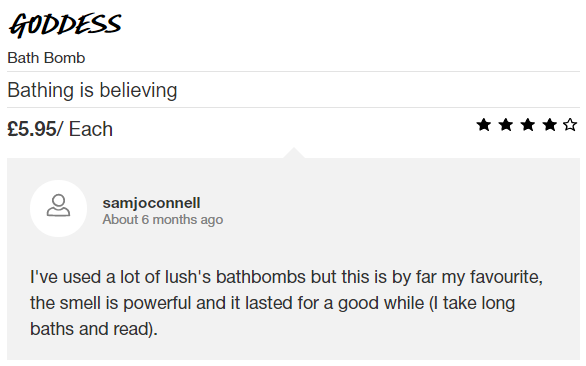 GODDESS
Bath Bomb
Bathing is believing
£5.95/ Each
samjoconnell
About 6 months ago
I've used a lot of lush's bathbombs but this is by far my favourite,
the smell is powerful and it lasted for a good while (I take long
baths and read).